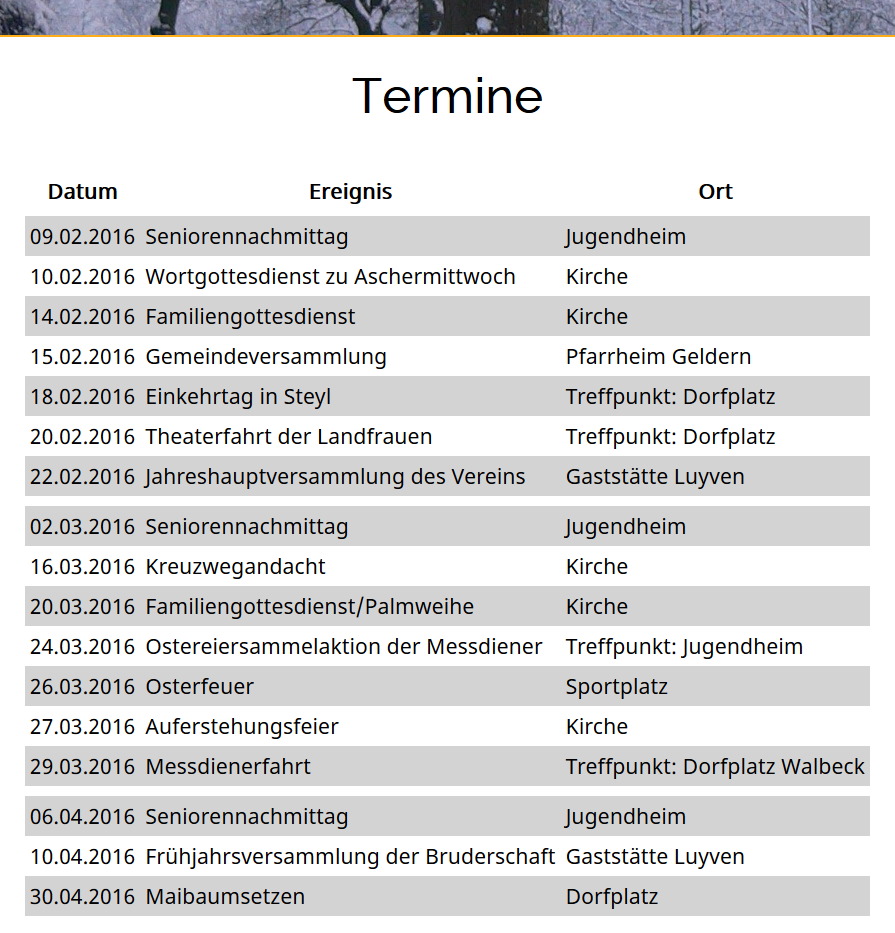 Termine
Datum Ereignis Ort
09.02.2016 Seniorennachmittag Jugendheim
10.02.2016 Wortgottesdienst zu Aschermittwoch Kirche
14.02.2016 Familiengottesdienst Kirche
15.02.2016 Gemeindeversammlung Pfarrheim Geldern
18.02.2016 Einkehrtag in Steyl Treffpunkt: Dorfplatz
20.02.2016 Theaterfahrt der Landfrauen Treffpunkt: Dorfplatz
22.02.2016 Jahreshauptversammlung des Vereins Gaststätte Luyven
02.03.2016 Seniorennachmittag Jugendheim
16.03.2016 Kreuzwegandacht Kirche
20.03.2016 Familiengottesdienst/Palmweihe Kirche
24.03.2016 Ostereiersammelaktion der Messdiener Treffpunkt: Jugendheim
26.03.2016 Osterfeuer Sportplatz
27.03.2016 Auferstehungsfeier Kirche
29.03.2016 Messdienerfahrt Treffpunkt: Dorfplatz Walbeck
06.04.2016 Seniorennachmittag Jugendheim
10.04.2016 Frühjahrsversammlung der Bruderschaft Gaststätte Luyven
30.04.2016 Maibaumsetzen Dorfplatz